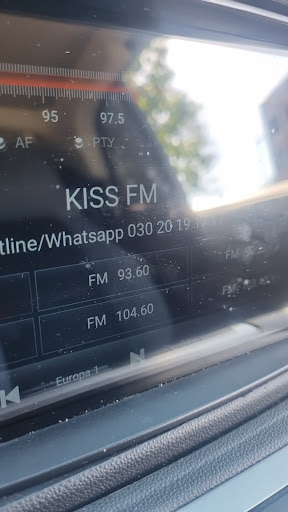 95 97.5
AF PTY
KISS FM
tline/Whatsapp 030 20 19
FM 93.60
FM 104.60
Europa 1